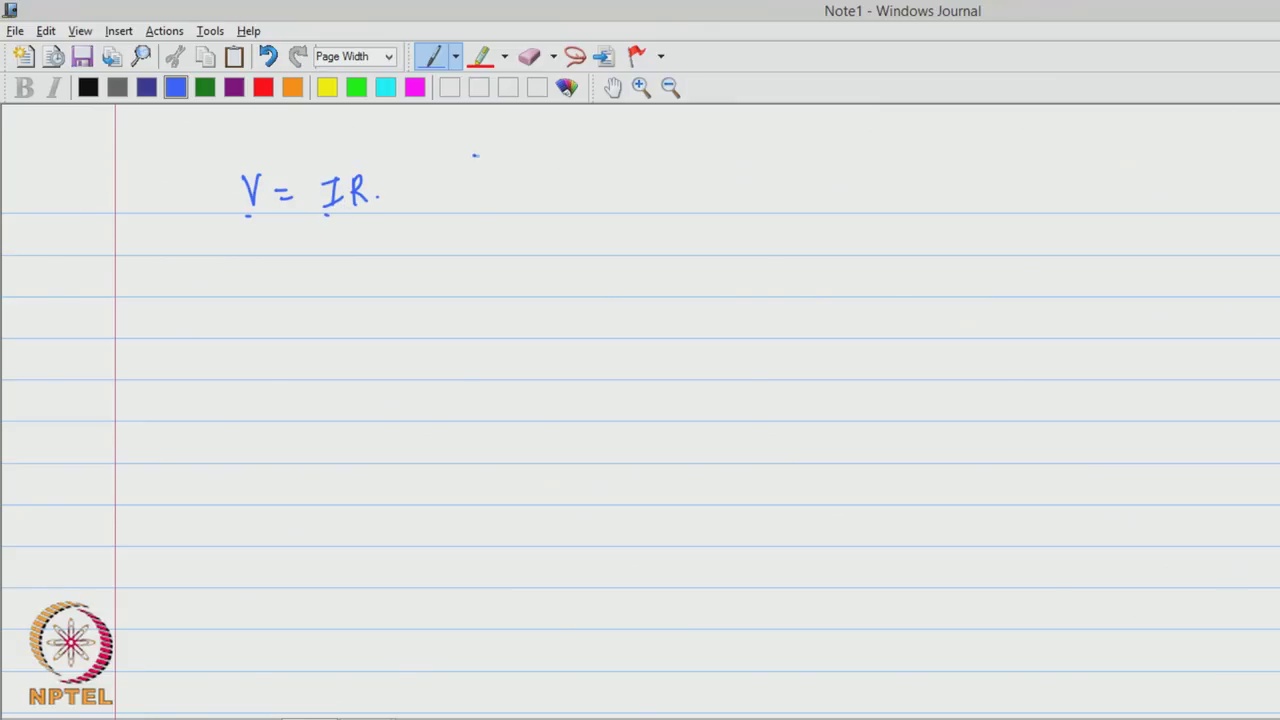 Note1 - Windows Journal
File Edit View Insert Actions Tools Help
Page Width
B I
V = IR.
NPTEL